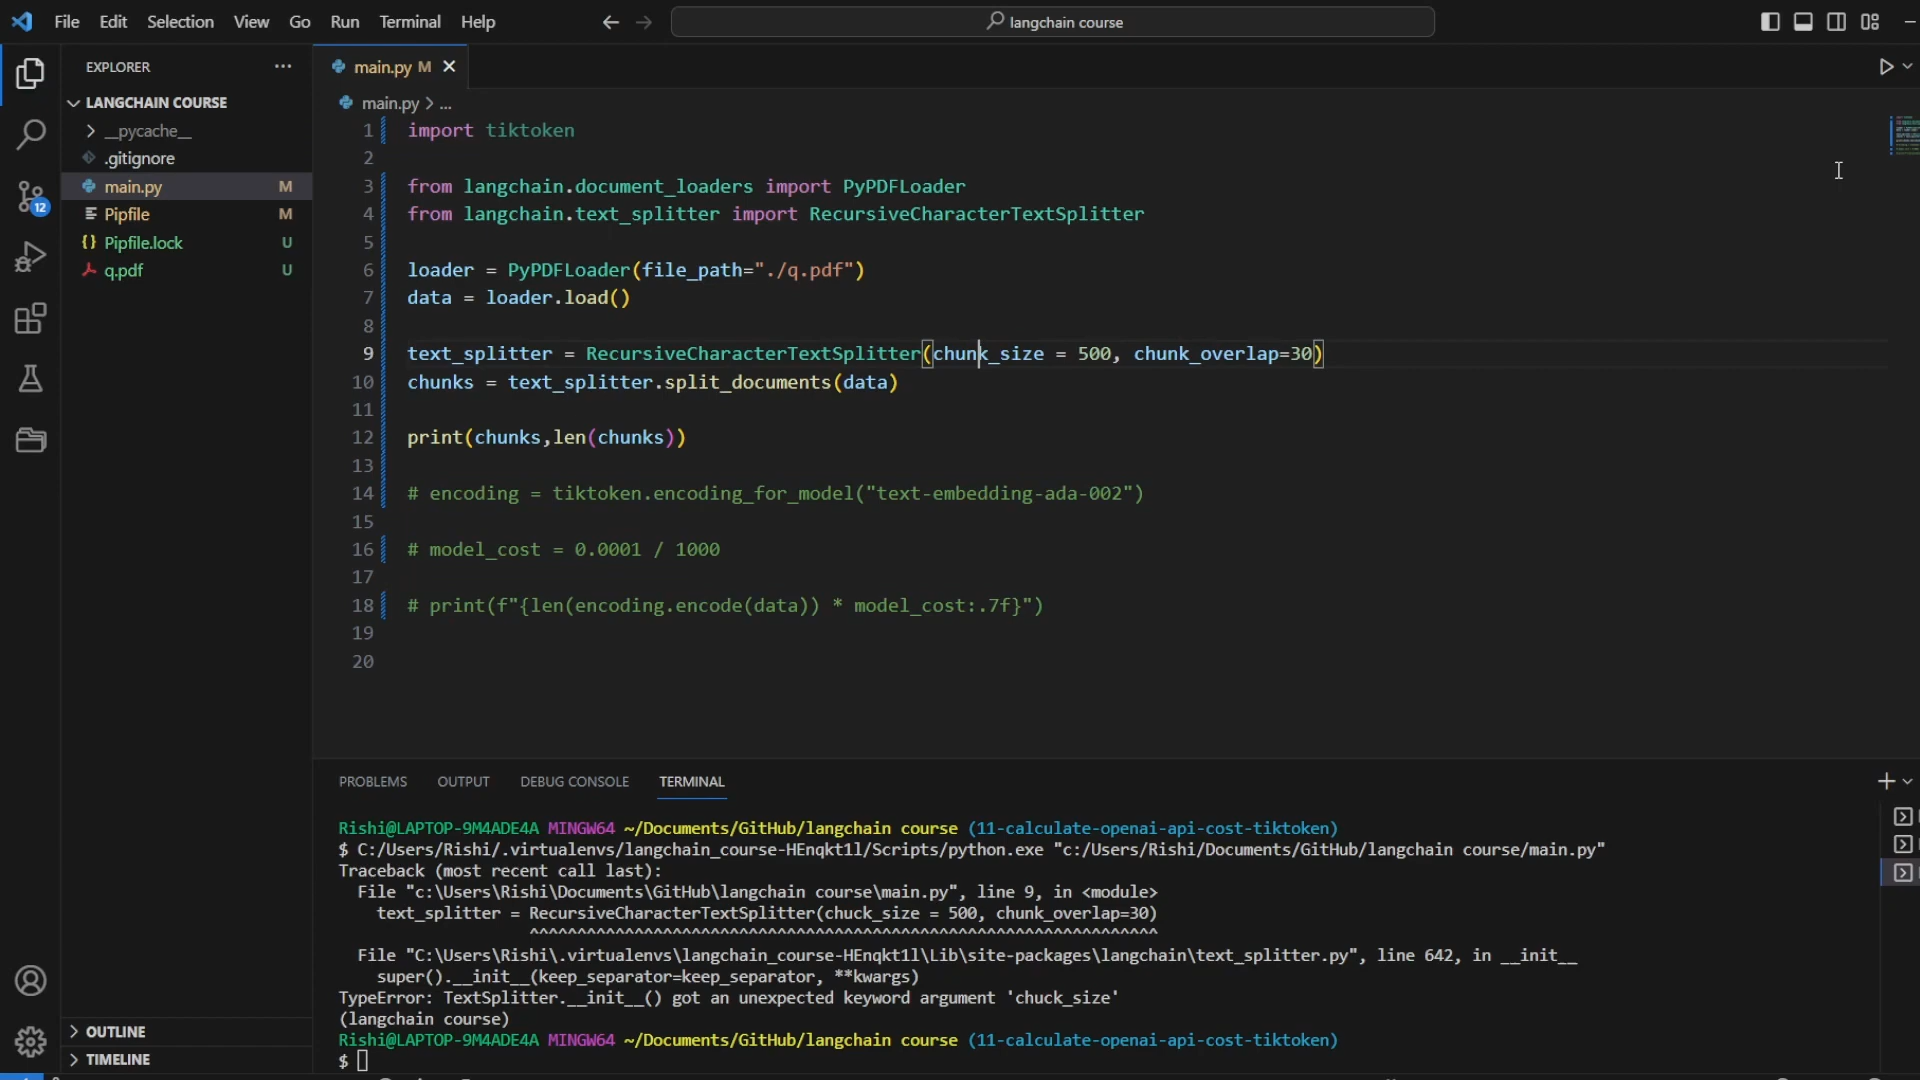 File Edit Selection View Go Run Terminal Help
langchain course
EXPLORER
main.py M
LANGCHAIN COURSE
main.py > ...
__pycache__
.gitignore
main.py M
Pipfile M
Pipfile.lock U
q.pdf U
12
1 import tiktoken
2
3 from langchain.document_loaders import PyPDFLoader
4 from langchain.text_splitter import RecursiveCharacterTextSplitter
5
6 loader = PyPDFLoader(file_path="./q.pdf")
7 data = loader.load()
8
9 text_splitter = RecursiveCharacterTextSplitter(chunk_size = 500, chunk_overlap=30)
10 chunks = text_splitter.split_documents(data)
11
12 print(chunks,len(chunks))
13
14 # encoding = tiktoken.encoding_for_model("text-embedding-ada-002")
15
16 # model_cost = 0.0001 / 1000
17
18 # print(f"{len(encoding.encode(data)) * model_cost:.7f}")
19
20
PROBLEMS OUTPUT DEBUG CONSOLE TERMINAL
Rishi@LAPTOP-9M4ADE4A MINGW64 ~/Documents/GitHub/langchain course (11-calculate-openai-api-cost-tiktoken)
$ C:/Users/Rishi/.virtualenvs/langchain_course-HEnqkt1l/Scripts/python.exe "c:/Users/Rishi/Documents/GitHub/langchain course/main.py"
Traceback (most recent call last):
File "c:\Users\Rishi\Documents\GitHub\langchain course\main.py", line 9, in <module>
text_splitter = RecursiveCharacterTextSplitter(chuck_size = 500, chunk_overlap=30)
^^^^^^^^^^^^^^^^^^^^^^^^^^^^^^^^^^^^^^^^^^^^^^^^^^^^^^^^^^^^^^^^^^
File "C:\Users\Rishi\.virtualenvs\langchain_course-HEnqkt1l\Lib\site-packages\langchain\text_splitter.py", line 642, in __init__
super().__init__(keep_separator=keep_separator, **kwargs)
TypeError: TextSplitter.__init__() got an unexpected keyword argument 'chuck_size'
(langchain course)
Rishi@LAPTOP-9M4ADE4A MINGW64 ~/Documents/GitHub/langchain course (11-calculate-openai-api-cost-tiktoken)
$
OUTLINE
TIMELINE